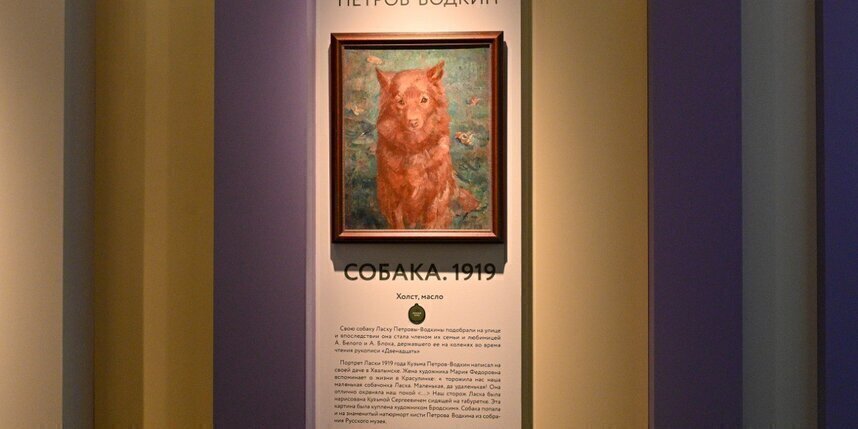 ПЕТРОВ-ВОДКИН
СОБАКА. 1919
Холст, масло
Свою собаку Ласку Петровы-Водкины подобрали на улице
и впоследствии она стала членом их семьи и любимицей
А. Белого и А. Блока, державшего ее на коленях во время
чтения рукописи «Двенадцать»
Портрет Ласки 1919 года Кузьма Петров-Водкин написал на
своей даче в Хвалынске. Жена художника Мария Федоровна
вспоминает о жизни в Красулинке: « торожила нас наша
маленькая собачонка Ласка. Маленькая, да удаленькая! Она
отлично охраняла наш покой <...> Наш сторож Ласка была
нарисована Кузьмой Сергеевичем сидящей на табуретке. Эта
картина была куплена художником Бродским». Собака попала
и на знаменитый натюрморт кисти Петрова Водкина из собра-
ния Русского музея.